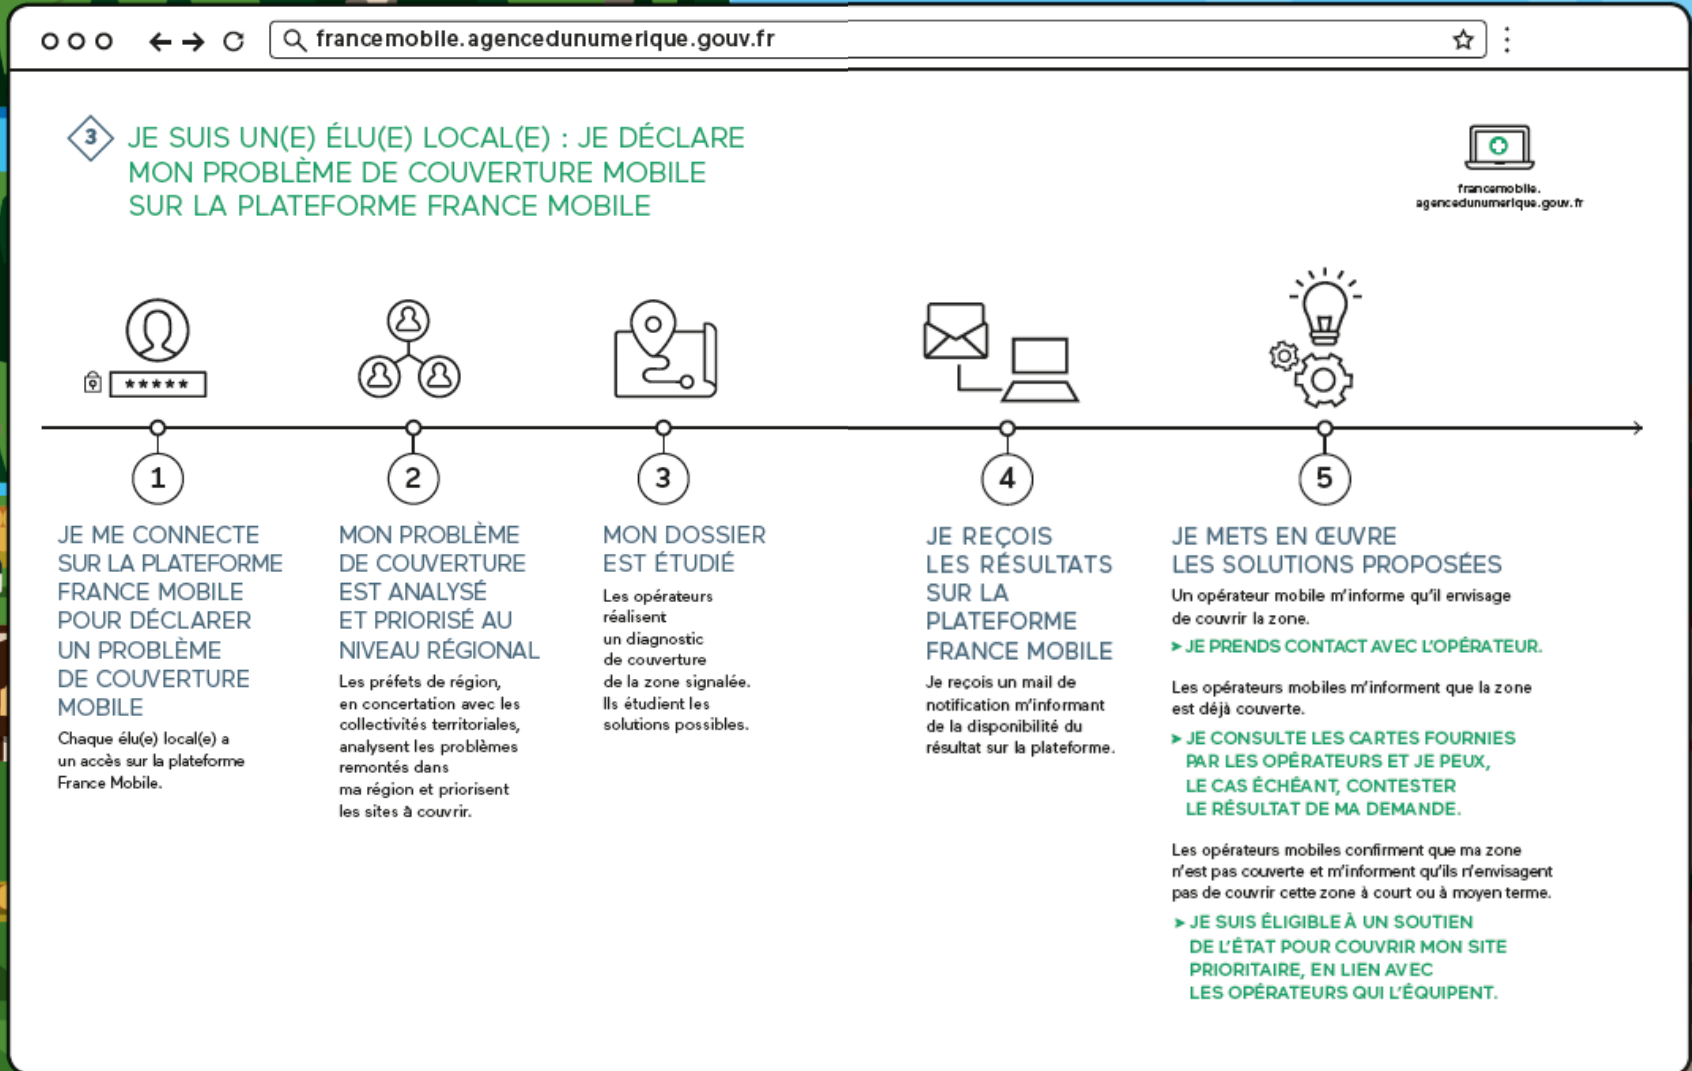 francemobile.agencedunumerique.gouv.fr
3
JE SUIS UN(E) ÉLU(E) LOCAL(E) : JE DÉCLARE
MON PROBLÈME DE COUVERTURE MOBILE
SUR LA PLATEFORME FRANCE MOBILE
francemobile.
agencedunumerique.gouv.fr
*****
1
JE ME CONNECTE
SUR LA PLATEFORME
FRANCE MOBILE
POUR DÉCLARER
UN PROBLÈME
DE COUVERTURE
MOBILE
Chaque élu(e) local(e) a
un accès sur la plateforme
France Mobile.
2
MON PROBLÈME
DE COUVERTURE
EST ANALYSÉ
ET PRIORISÉ AU
NIVEAU RÉGIONAL
Les préfets de région,
en concertation avec les
collectivités territoriales,
analysent les problèmes
remontés dans
ma région et priorisent
les sites à couvrir.
3
MON DOSSIER
EST ÉTUDIÉ
Les opérateurs
réalisent
un diagnostic
de couverture
de la zone signalée.
Ils étudient les
solutions possibles.
4
JE REÇOIS
LES RÉSULTATS
SUR LA
PLATEFORME
FRANCE MOBILE
Je reçois un mail de
notification m'informant
de la disponibilité du
résultat sur la plateforme.
5
JE METS EN ŒUVRE
LES SOLUTIONS PROPOSÉES
Un opérateur mobile m'informe qu'il envisage
de couvrir la zone.
➤ JE PRENDS CONTACT AVEC L'OPÉRATEUR.
Les opérateurs mobiles m'informent que la zone
est déjà couverte.
➤ JE CONSULTE LES CARTES FOURNIES
PAR LES OPÉRATEURS ET JE PEUX,
LE CAS ÉCHÉANT, CONTESTER
LE RÉSULTAT DE MA DEMANDE.
Les opérateurs mobiles confirment que ma zone
n'est pas couverte et m'informent qu'ils n'envisagent
pas de couvrir cette zone à court ou à moyen terme.
➤ JE SUIS ÉLIGIBLE À UN SOUTIEN
DE L'ÉTAT POUR COUVRIR MON SITE
PRIORITAIRE, EN LIEN AVEC
LES OPÉRATEURS QUI L'ÉQUIPENT.